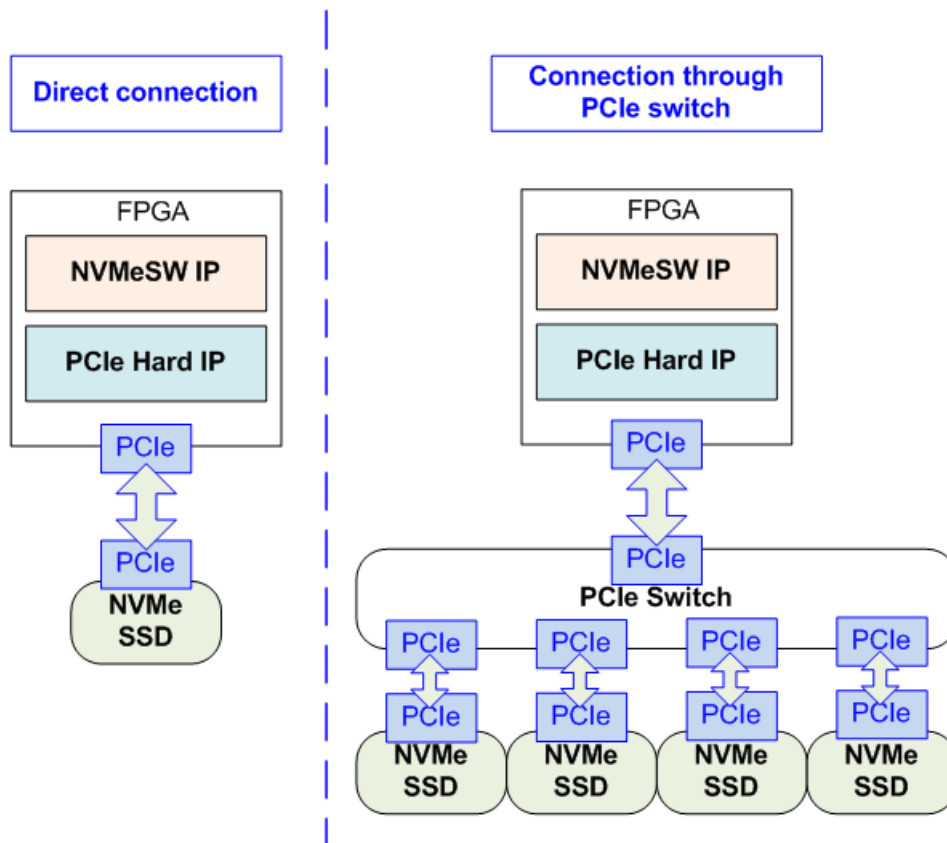 Direct connection
FPGA
NVMeSW IP
PCIe Hard IP
PCIe
PCIe
NVMe
SSD
Connection through
PCIe switch
FPGA
NVMeSW IP
PCIe Hard IP
PCIe
PCIe
PCIe Switch
PCIe PCIe PCIe PCIe
PCIe PCIe PCIe PCIe
NVMe NVMe NVMe NVMe
SSD SSD SSD SSD